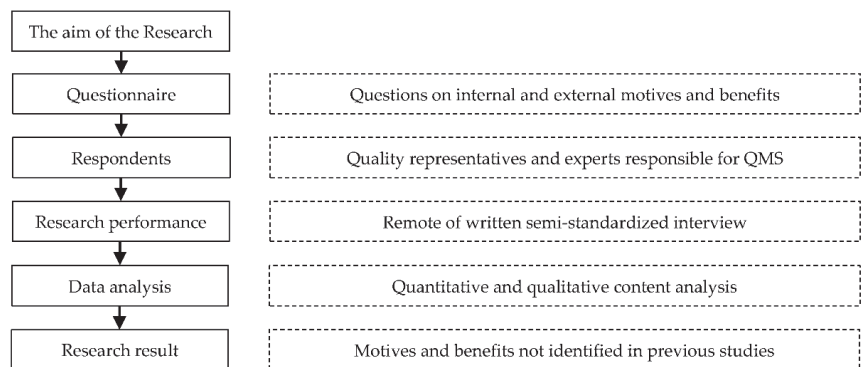 The aim of the Research
Questionnaire
Questions on internal and external motives and benefits
Respondents
Quality representatives and experts responsible for QMS
Research performance
Remote of written semi-standardized interview
Data analysis
Quantitative and qualitative content analysis
Research result
Motives and benefits not identified in previous studies